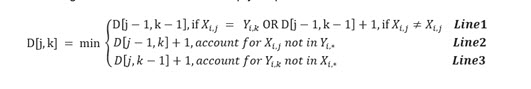 D[j − 1, k − 1], if X_{i,j} = Y_{i,k} OR D[j − 1, k − 1] + 1, if X_{i,j} ≠ X_{i,j} Line1
D[j, k] = min { D[j − 1, k] + 1, account for X_{i,j} not in Y_{i,*} Line2
D[j, k − 1] + 1, account for Y_{i,k} not in X_{i,*} Line3